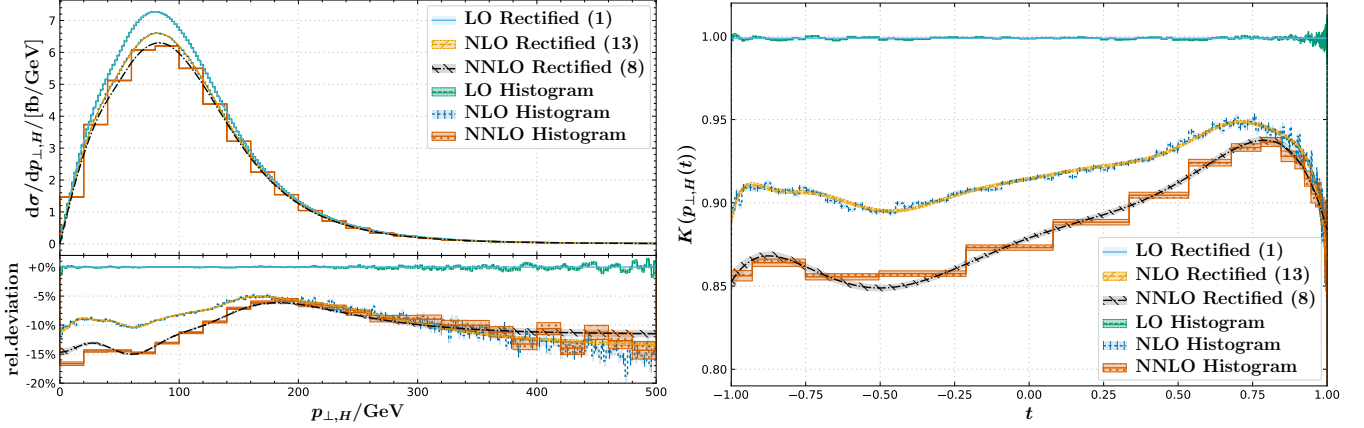 dσ/dp⊥,H/[fb/GeV]
7
6
5
4
3
2
1
0
LO Rectified (1)
NLO Rectified (13)
NNLO Rectified (8)
LO Histogram
NLO Histogram
NNLO Histogram
rel.deviation
+0%
-5%
-10%
-15%
-20%
0 100 200 300 400 500
p⊥,H/GeV
K(p⊥,H(t))
1.00
0.95
0.90
0.85
0.80
LO Rectified (1)
NLO Rectified (13)
NNLO Rectified (8)
LO Histogram
NLO Histogram
NNLO Histogram
−1.00 −0.75 −0.50 −0.25 0.00 0.25 0.50 0.75 1.00
t